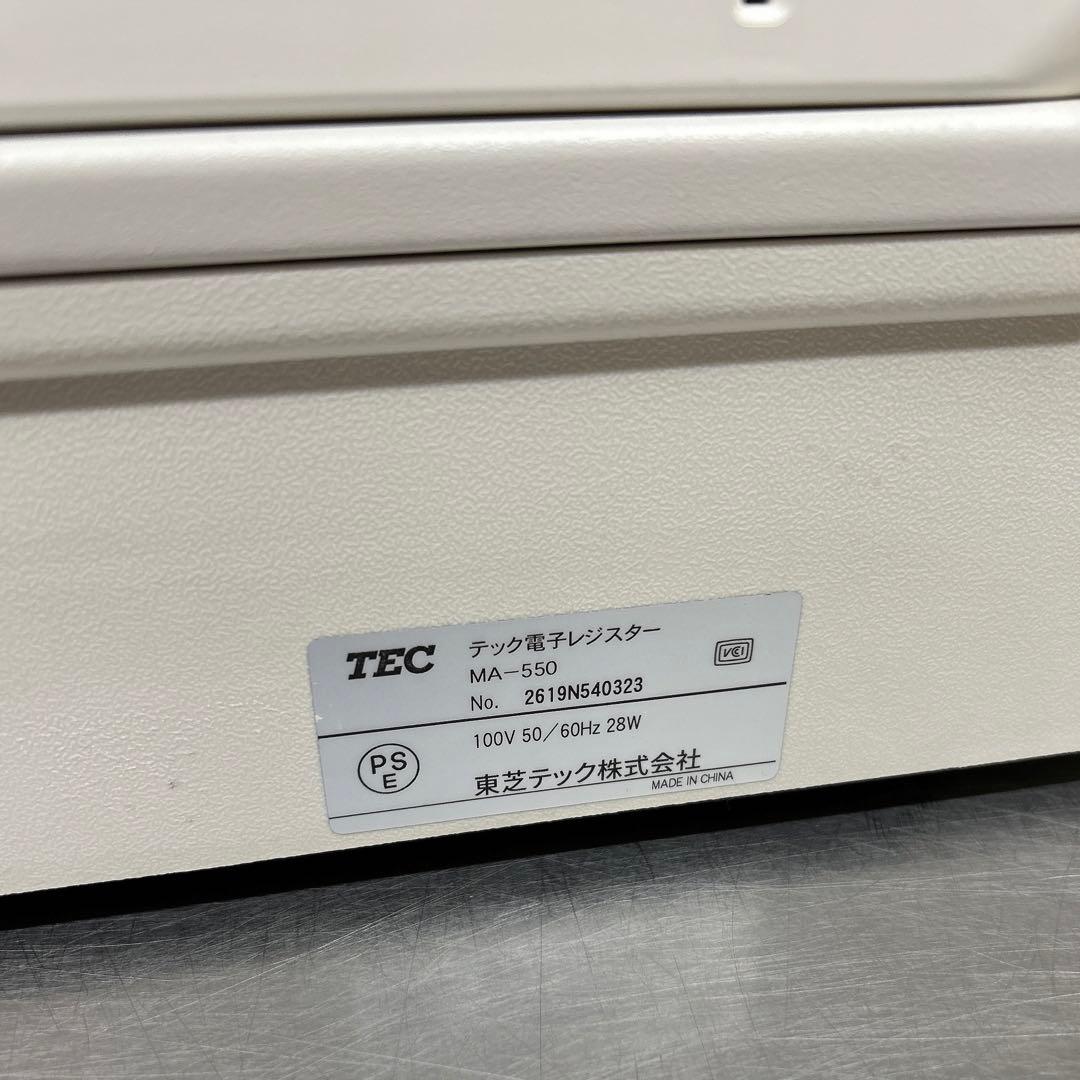 TEC
テック電子レジスター
MA-550
No. 2619N540323
VCI
100V 50/60Hz 28W
PS
E
東芝テック株式会社
MADE IN CHINA